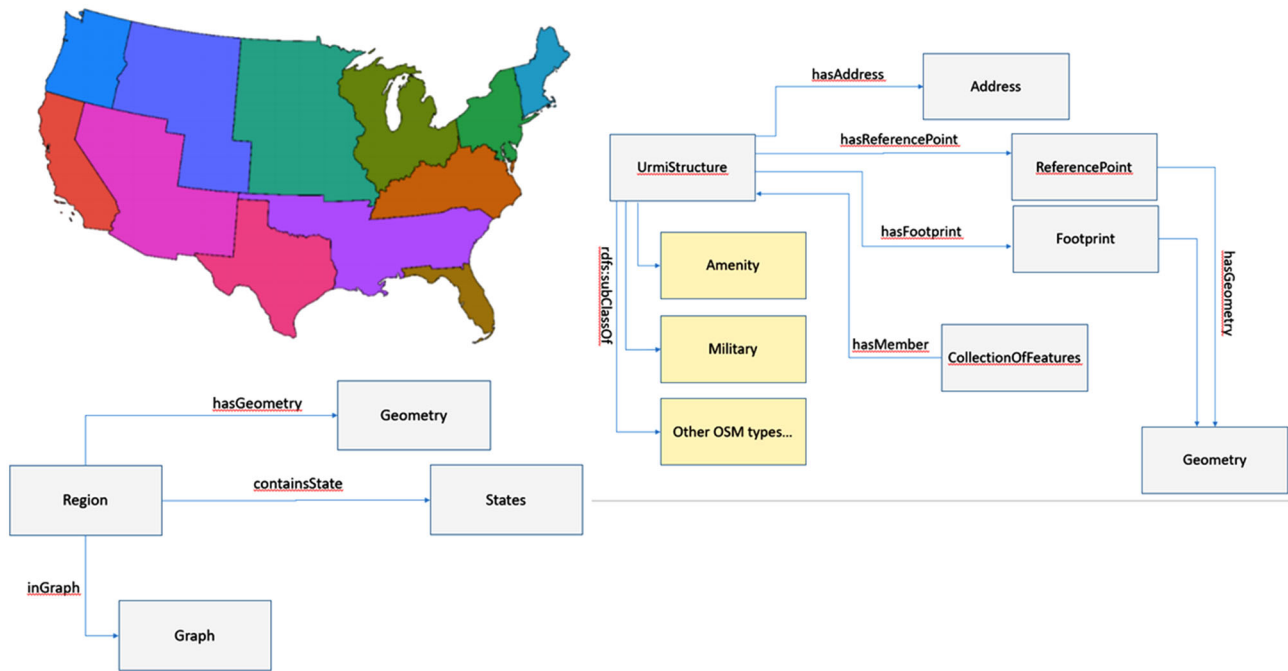 hasAddress
Address
hasReferencePoint
UrmiStructure
ReferencePoint
hasFootprint
Footprint
rdfs:subClassOf
Amenity
hasGeometry
Military
hasMember
CollectionOfFeatures
Other OSM types...
Geometry
hasGeometry
Geometry
containsState
Region
States
inGraph
Graph